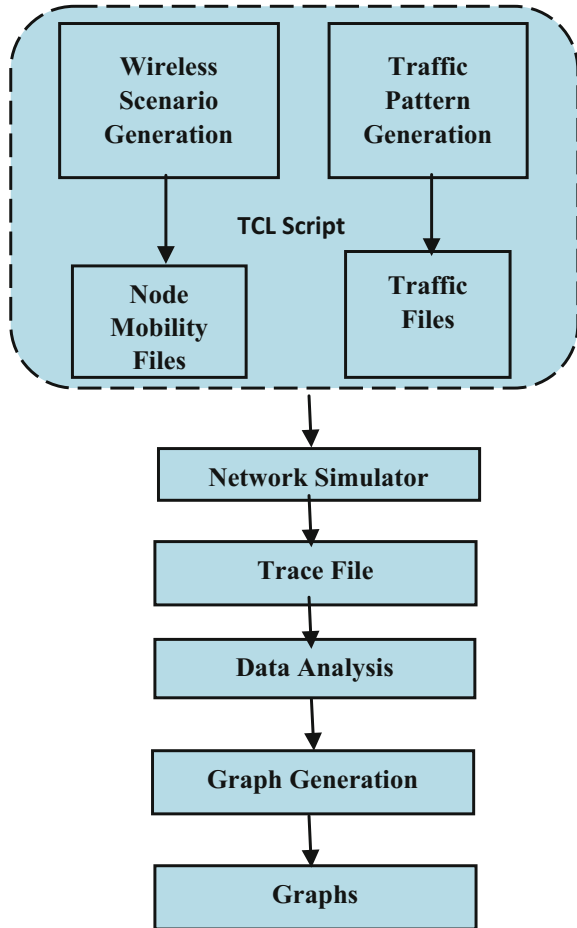 Wireless
Scenario
Generation
Traffic
Pattern
Generation
TCL Script
Node
Mobility
Files
Traffic
Files
Network Simulator
Trace File
Data Analysis
Graph Generation
Graphs